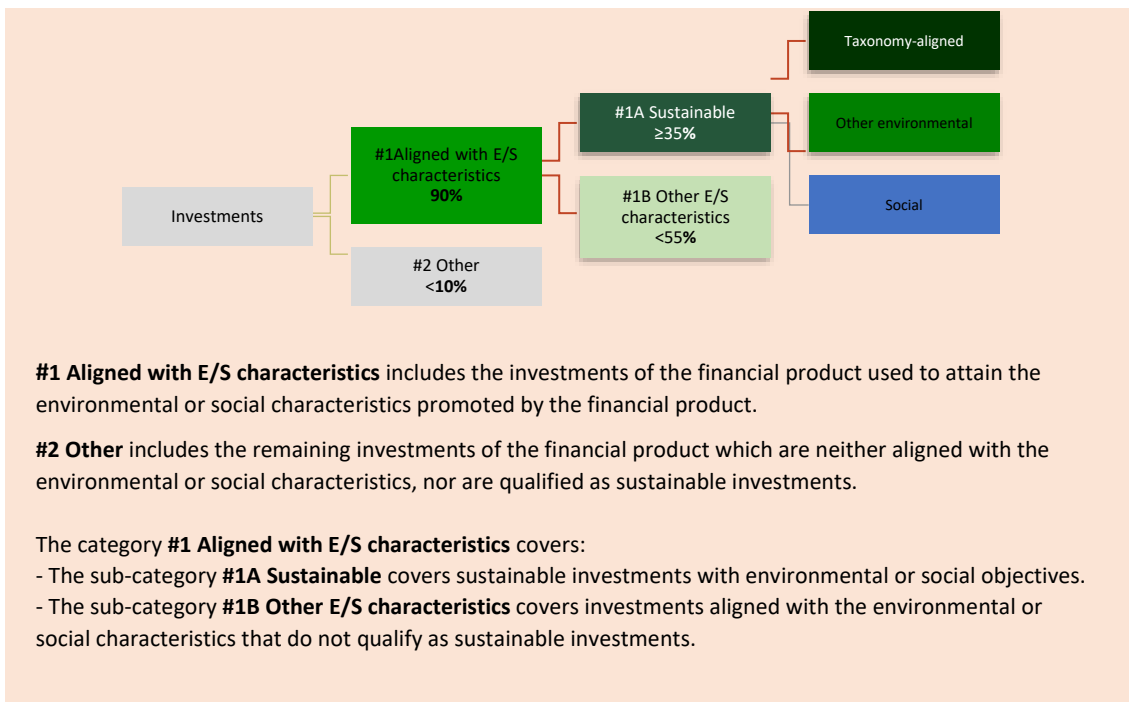 Taxonomy-aligned
#1A Sustainable
≥35%
Other environmental
#1Aligned with E/S
characteristics
90%
#1B Other E/S
characteristics
<55%
Social
Investments
#2 Other
<10%
#1 Aligned with E/S characteristics includes the investments of the financial product used to attain the
environmental or social characteristics promoted by the financial product.
#2 Other includes the remaining investments of the financial product which are neither aligned with the
environmental or social characteristics, nor are qualified as sustainable investments.
The category #1 Aligned with E/S characteristics covers:
- The sub-category #1A Sustainable covers sustainable investments with environmental or social objectives.
- The sub-category #1B Other E/S characteristics covers investments aligned with the environmental or
social characteristics that do not qualify as sustainable investments.